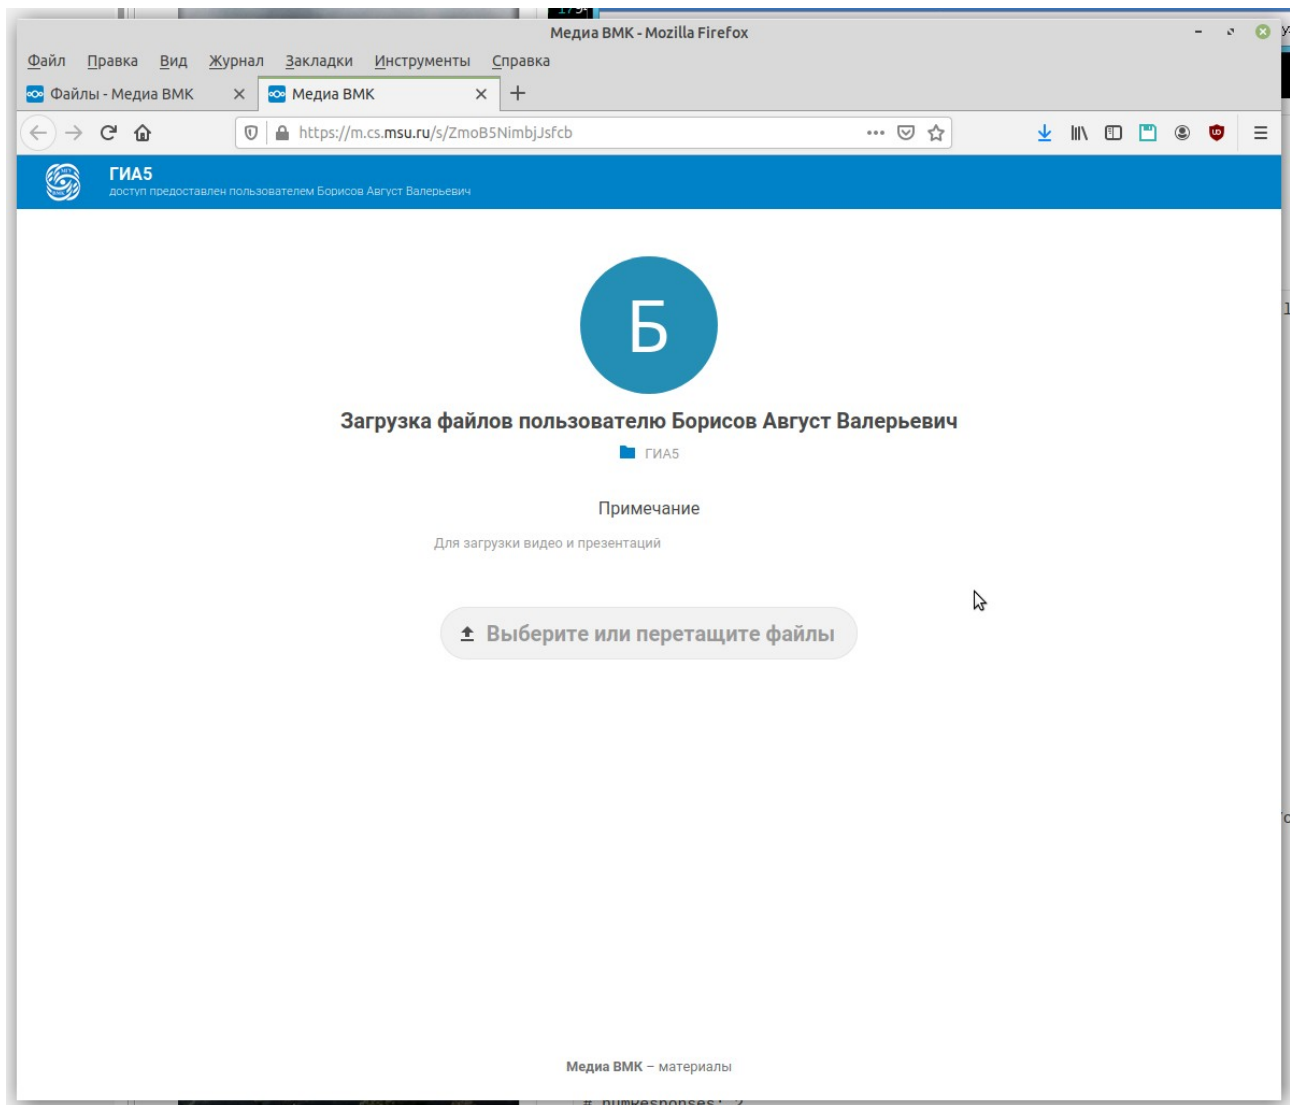 Медиа ВМК - Mozilla Firefox
Файл Правка Вид Журнал Закладки Инструменты Справка
Файлы - Медиа ВМК
Медиа ВМК
https://m.cs.msu.ru/s/ZmoB5NimbjJsfcb
ГИА5
доступ предоставлен пользователем Борисов Август Валерьевич
Б
Загрузка файлов пользователю Борисов Август Валерьевич
ГИА5
Примечание
Для загрузки видео и презентаций
Выберите или перетащите файлы
Медиа ВМК – материалы
# numResponses: 2